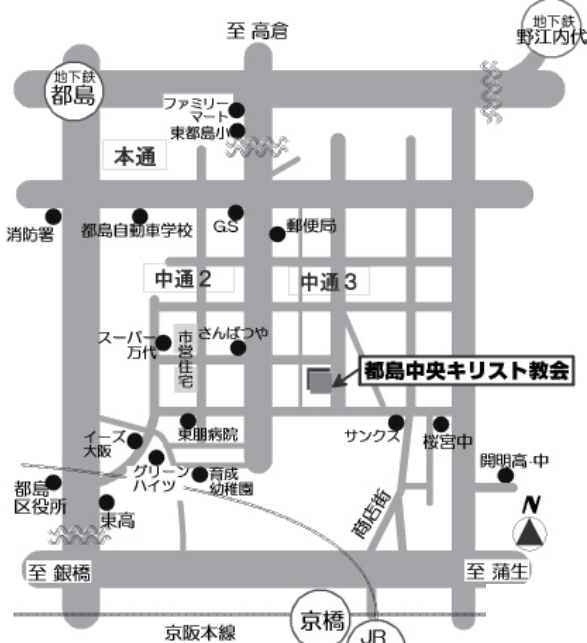 至 高倉
地下鉄
野江内代
地下鉄
都島
ファミリー
マート
東都島小
本通
消防署
都島自動車学校
G.S
郵便局
中通2
中通3
スーパー
万代
市営住宅
さんぱつや
都島中央キリスト教会
イーズ
大阪
東朋病院
サンクス
桜宮中
グリーン
ハイツ
育成
幼稚園
開明高・中
都島
区役所
東高
商店街
N
至 銀橋
至 蒲生
京阪本線
京橋
JR